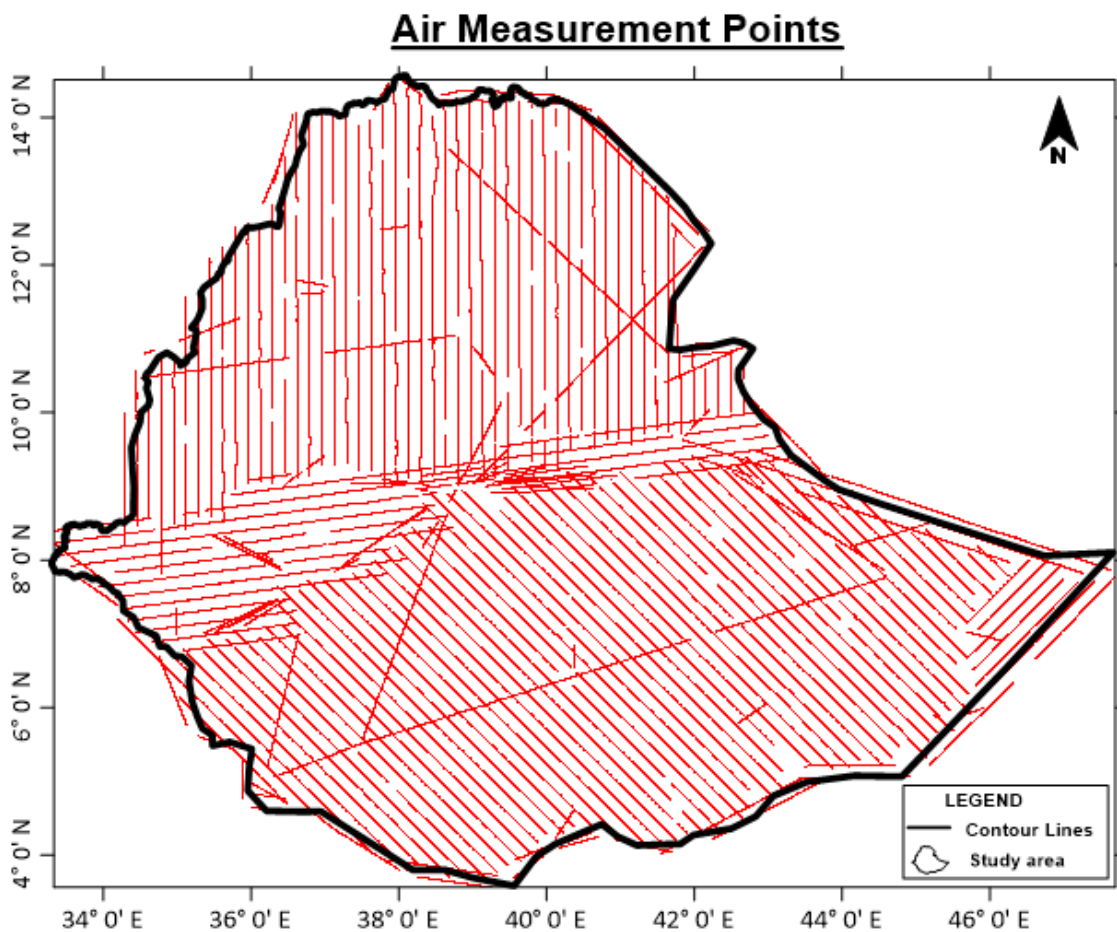 Air Measurement Points
14° 0' N
12° 0' N
10° 0' N
8° 0' N
6° 0' N
4° 0' N
N
LEGEND
Contour Lines
Study area
34° 0' E
36° 0' E
38° 0' E
40° 0' E
42° 0' E
44° 0' E
46° 0' E